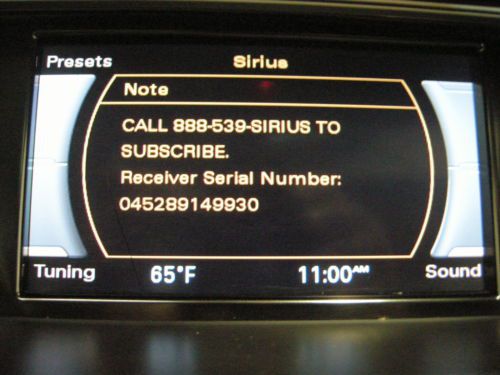 Presets Sirius
Note
CALL 888-539-SIRIUS TO
SUBSCRIBE.
Receiver Serial Number:
045289149930
Tuning 65°F 11:00AM Sound